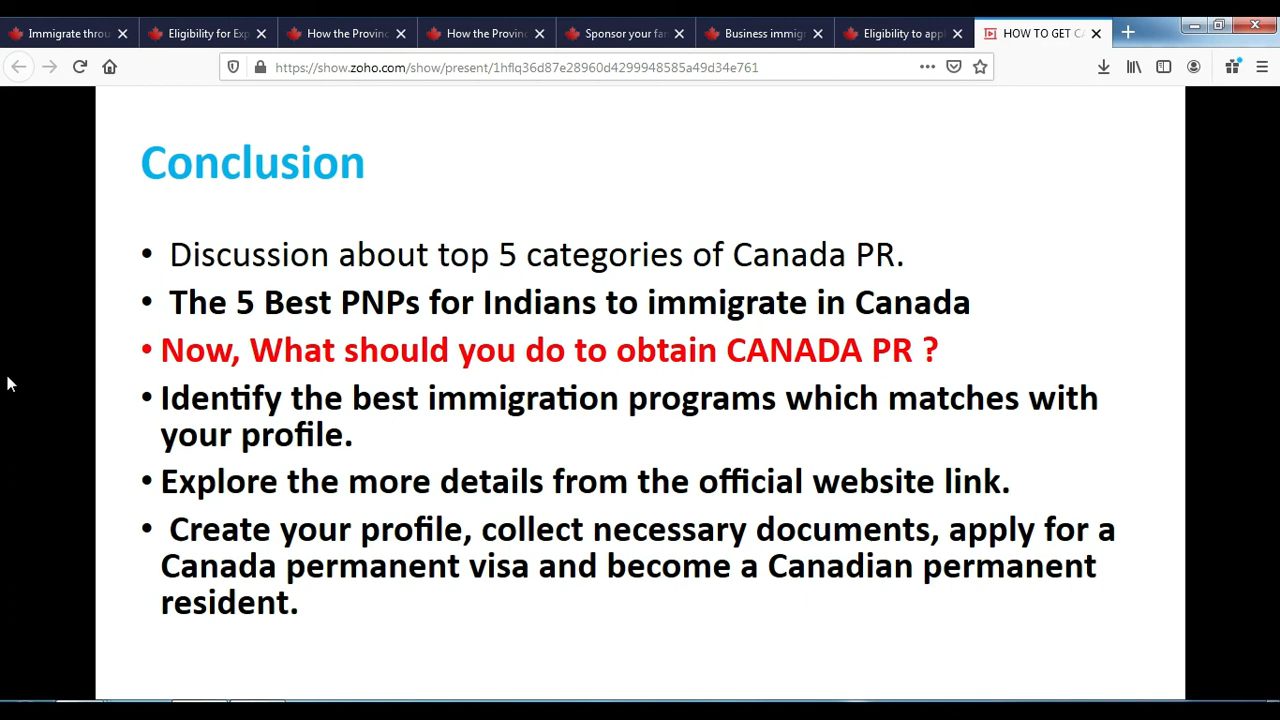 Immigrate throu
Eligibility for Exp
How the Provinc
How the Provin
Sponsor your fan
Business immig
Eligibility to appl
HOW TO GET CA
https://show.zoho.com/show/present/1hflq36d87e28960d4299948585a49d34e761
Conclusion
• Discussion about top 5 categories of Canada PR.
• The 5 Best PNPs for Indians to immigrate in Canada
• Now, What should you do to obtain CANADA PR ?
• Identify the best immigration programs which matches with
your profile.
• Explore the more details from the official website link.
• Create your profile, collect necessary documents, apply for a
Canada permanent visa and become a Canadian permanent
resident.